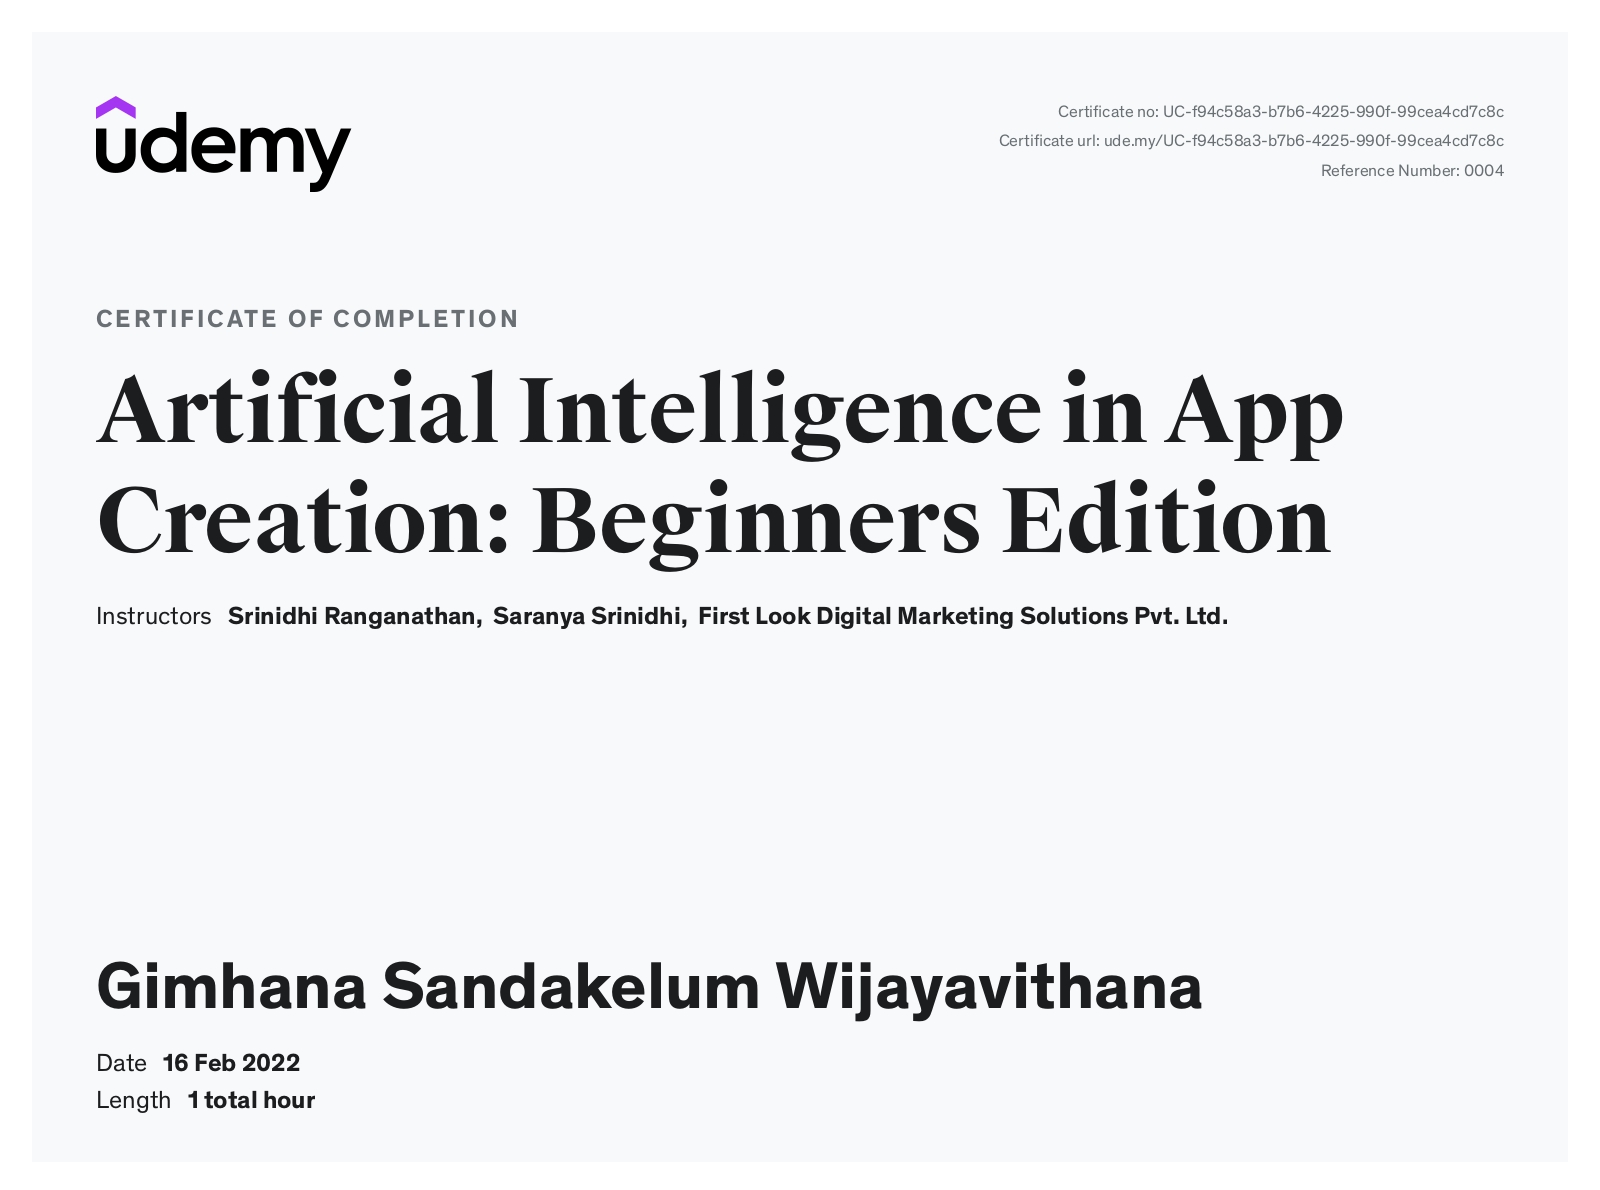 udemy
Certificate no: UC-f94c58a3-b7b6-4225-990f-99cea4cd7c8c
Certificate url: ude.my/UC-f94c58a3-b7b6-4225-990f-99cea4cd7c8c
Reference Number: 0004
CERTIFICATE OF COMPLETION
Artificial Intelligence in App
Creation: Beginners Edition
Instructors Srinidhi Ranganathan, Saranya Srinidhi, First Look Digital Marketing Solutions Pvt. Ltd.
Gimhana Sandakelum Wijayavithana
Date 16 Feb 2022
Length 1 total hour